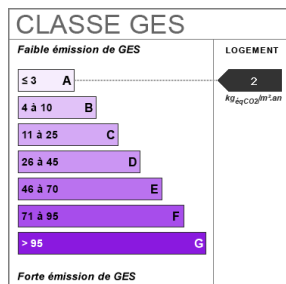 CLASSE GES
Faible émission de GES
LOGEMENT
≤ 3 A
2
kgéqCO2/m².an
4 à 10 B
11 à 25 C
26 à 45 D
46 à 70 E
71 à 95 F
> 95 G
Forte émission de GES